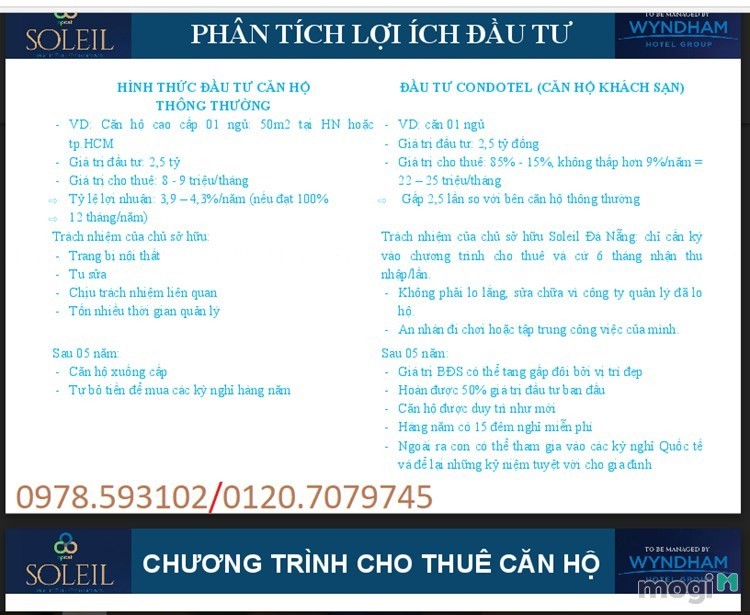 SOLEIL
PHÂN TÍCH LỢI ÍCH ĐẦU TƯ
TO BE MANAGED BY
WYNDHAM
HOTEL GROUP
HÌNH THỨC ĐẦU TƯ CĂN HỘ
THÔNG THƯỜNG
- VD: Căn hộ cao cấp 01 ngủ: 50m2 tại HN hoặc
tp.HCM
- Giá trị đầu tư: 2,5 tỷ
- Giá trị cho thuê: 8 - 9 triệu/tháng
⇨ Tỷ lệ lợi nhuận: 3,9 – 4,3%/năm (nếu đạt 100%
⇨ 12 tháng/năm)
Trách nhiệm của chủ sở hữu:
- Trang bị nội thất
- Tu sửa
- Chịu trách nhiệm liên quan
- Tốn nhiều thời gian quản lý
Sau 05 năm:
- Căn hộ xuống cấp
- Tự bỏ tiền để mua các kỳ nghỉ hàng năm
ĐẦU TƯ CONDOTEL (CĂN HỘ KHÁCH SẠN)
- VD: căn 01 ngủ
- Giá trị đầu tư: 2,5 tỷ đồng
- Giá trị cho thuê: 85% - 15%, không thấp hơn 9%/năm =
22 – 25 triệu/tháng
⇨ Gấp 2,5 lần so với bên căn hộ thông thường
Trách nhiệm của chủ sở hữu Soleil Đà Nẵng: chỉ cần ký
vào chương trình cho thuê và cứ 6 tháng nhận thu
nhập/lần.
- Không phải lo lắng, sửa chữa vì công ty quản lý đã lo
hộ.
- An nhàn đi chơi hoặc tập trung công việc của mình.
Sau 05 năm:
- Giá trị BĐS có thể tăng gấp đôi bởi vị trí đẹp
- Hoàn được 50% giá trị đầu tư ban đầu
- Căn hộ được duy trì như mới
- Hàng năm có 15 đêm nghỉ miễn phí
- Ngoài ra con có thể tham gia vào các kỳ nghỉ Quốc tế
và để lại những kỷ niệm tuyệt vời cho gia đình
0978.593102/0120.7079745
SOLEIL
CHƯƠNG TRÌNH CHO THUÊ CĂN HỘ
TO BE MANAGED BY
WYNDHAM
HOTEL GROUP
mogi